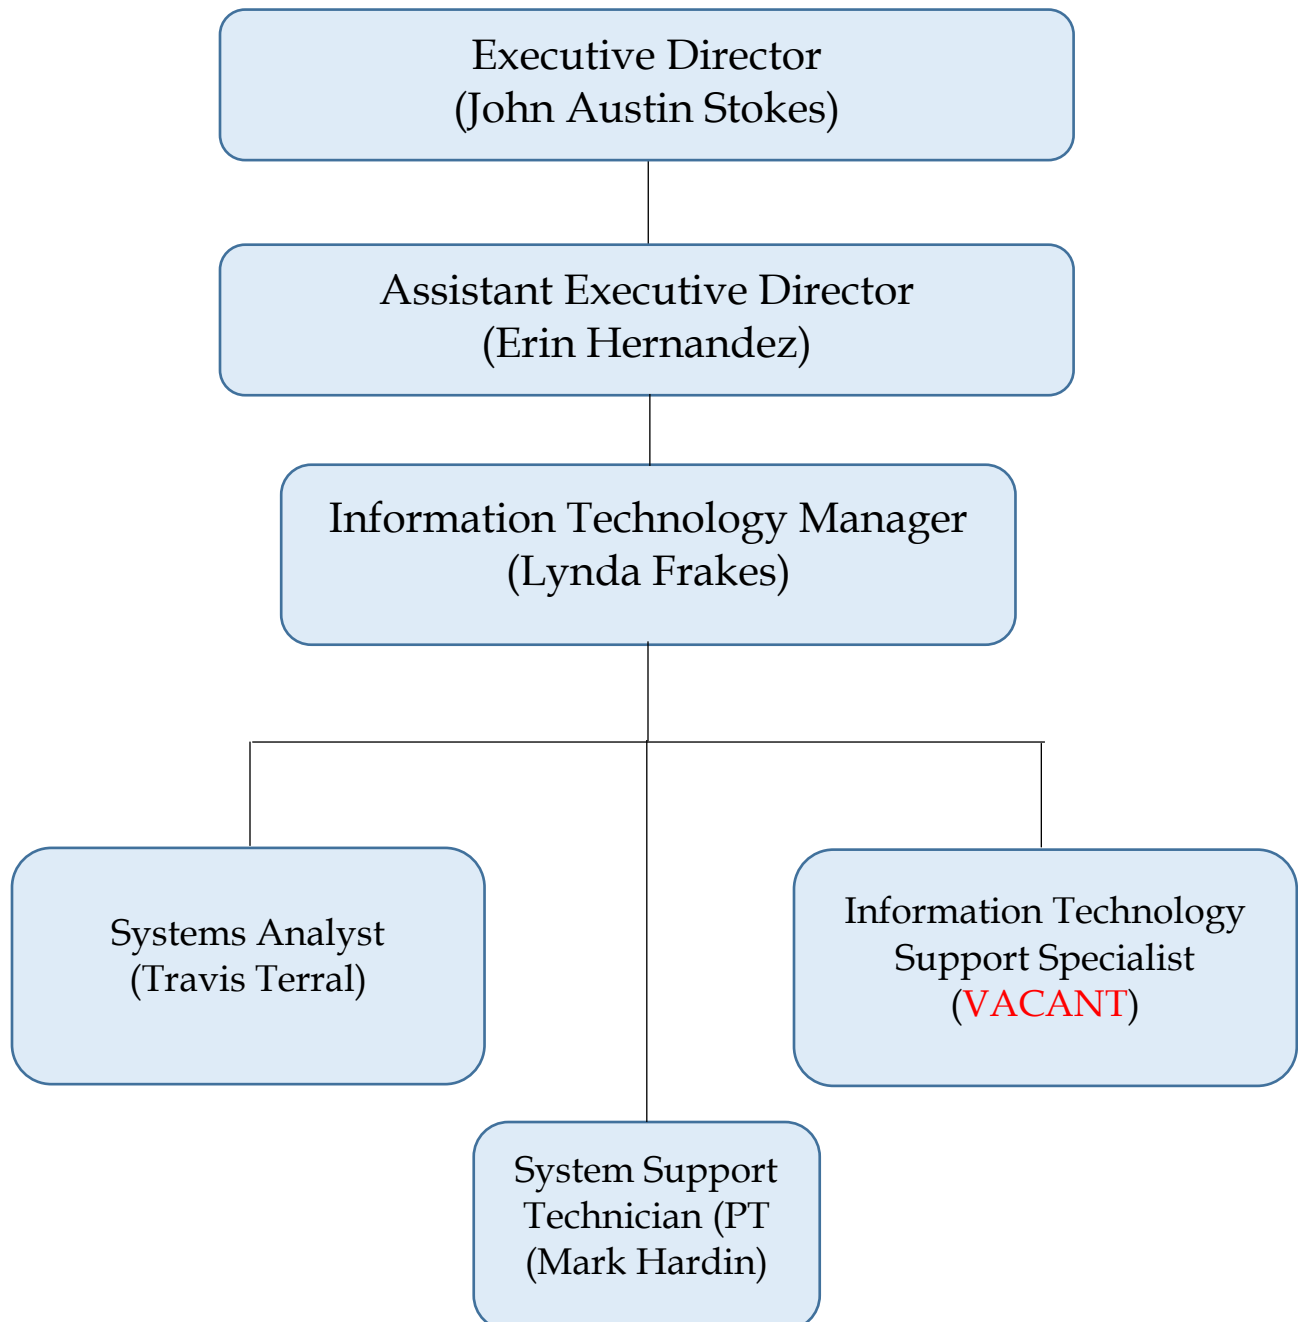 Executive Director
(John Austin Stokes)
Assistant Executive Director
(Erin Hernandez)
Information Technology Manager
(Lynda Frakes)
Systems Analyst
(Travis Terral)
Information Technology
Support Specialist
(VACANT)
System Support
Technician (PT
(Mark Hardin)